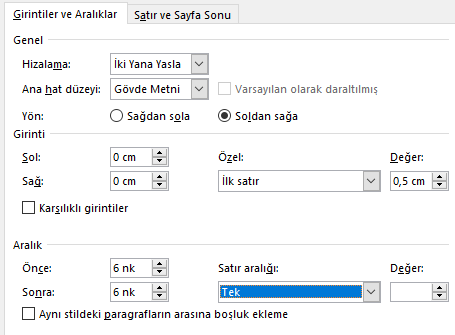 Girintiler ve Aralıklar Satır ve Sayfa Sonu
Genel
Hizalama: İki Yana Yasla
Ana hat düzeyi: Gövde Metni Varsayılan olarak daraltılmış
Yön: Sağdan sola Soldan sağa
Girinti
Sol: 0 cm Özel: Değer:
Sağ: 0 cm İlk satır 0,5 cm
Karşılıklı girintiler
Aralık
Önce: 6 nk Satır aralığı: Değer:
Sonra: 6 nk Tek
Aynı stildeki paragrafların arasına boşluk ekleme